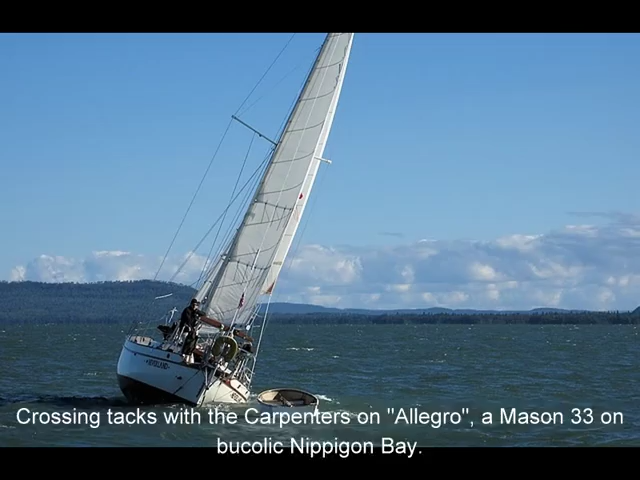 Crossing tacks with the Carpenters on "Allegro", a Mason 33 on
bucolic Nippigon Bay.